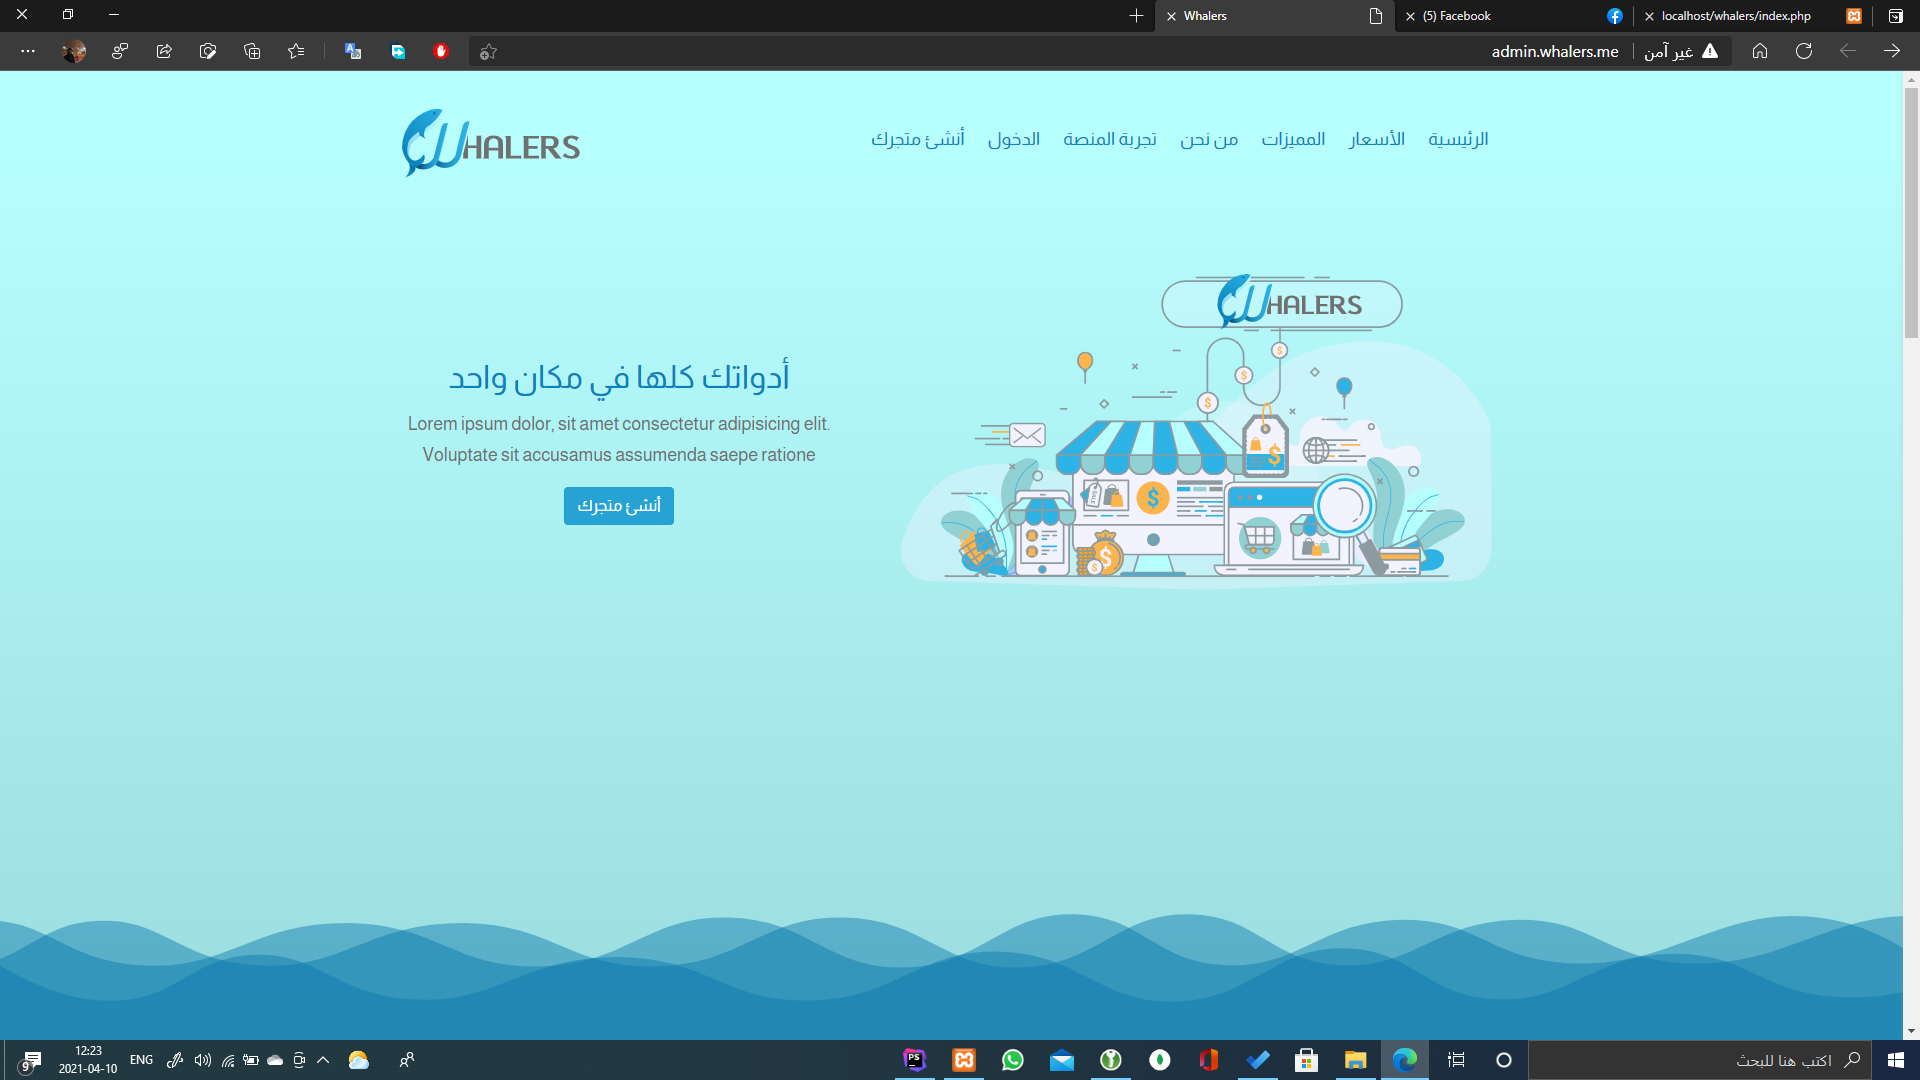 Whalers
(5) Facebook
localhost/whalers/index.php
admin.whalers.me
غير آمن
WHALERS
الرئيسية
الأسعار
المميزات
من نحن
تجربة المنصة
الدخول
أنشئ متجرك
WHALERS
أدواتك كلها في مكان واحد
Lorem ipsum dolor, sit amet consectetur adipisicing elit.
Voluptate sit accusamus assumenda saepe ratione
أنشئ متجرك
SALE
اكتب هنا للبحث
PS
ENG
12:23
2021-04-10
9